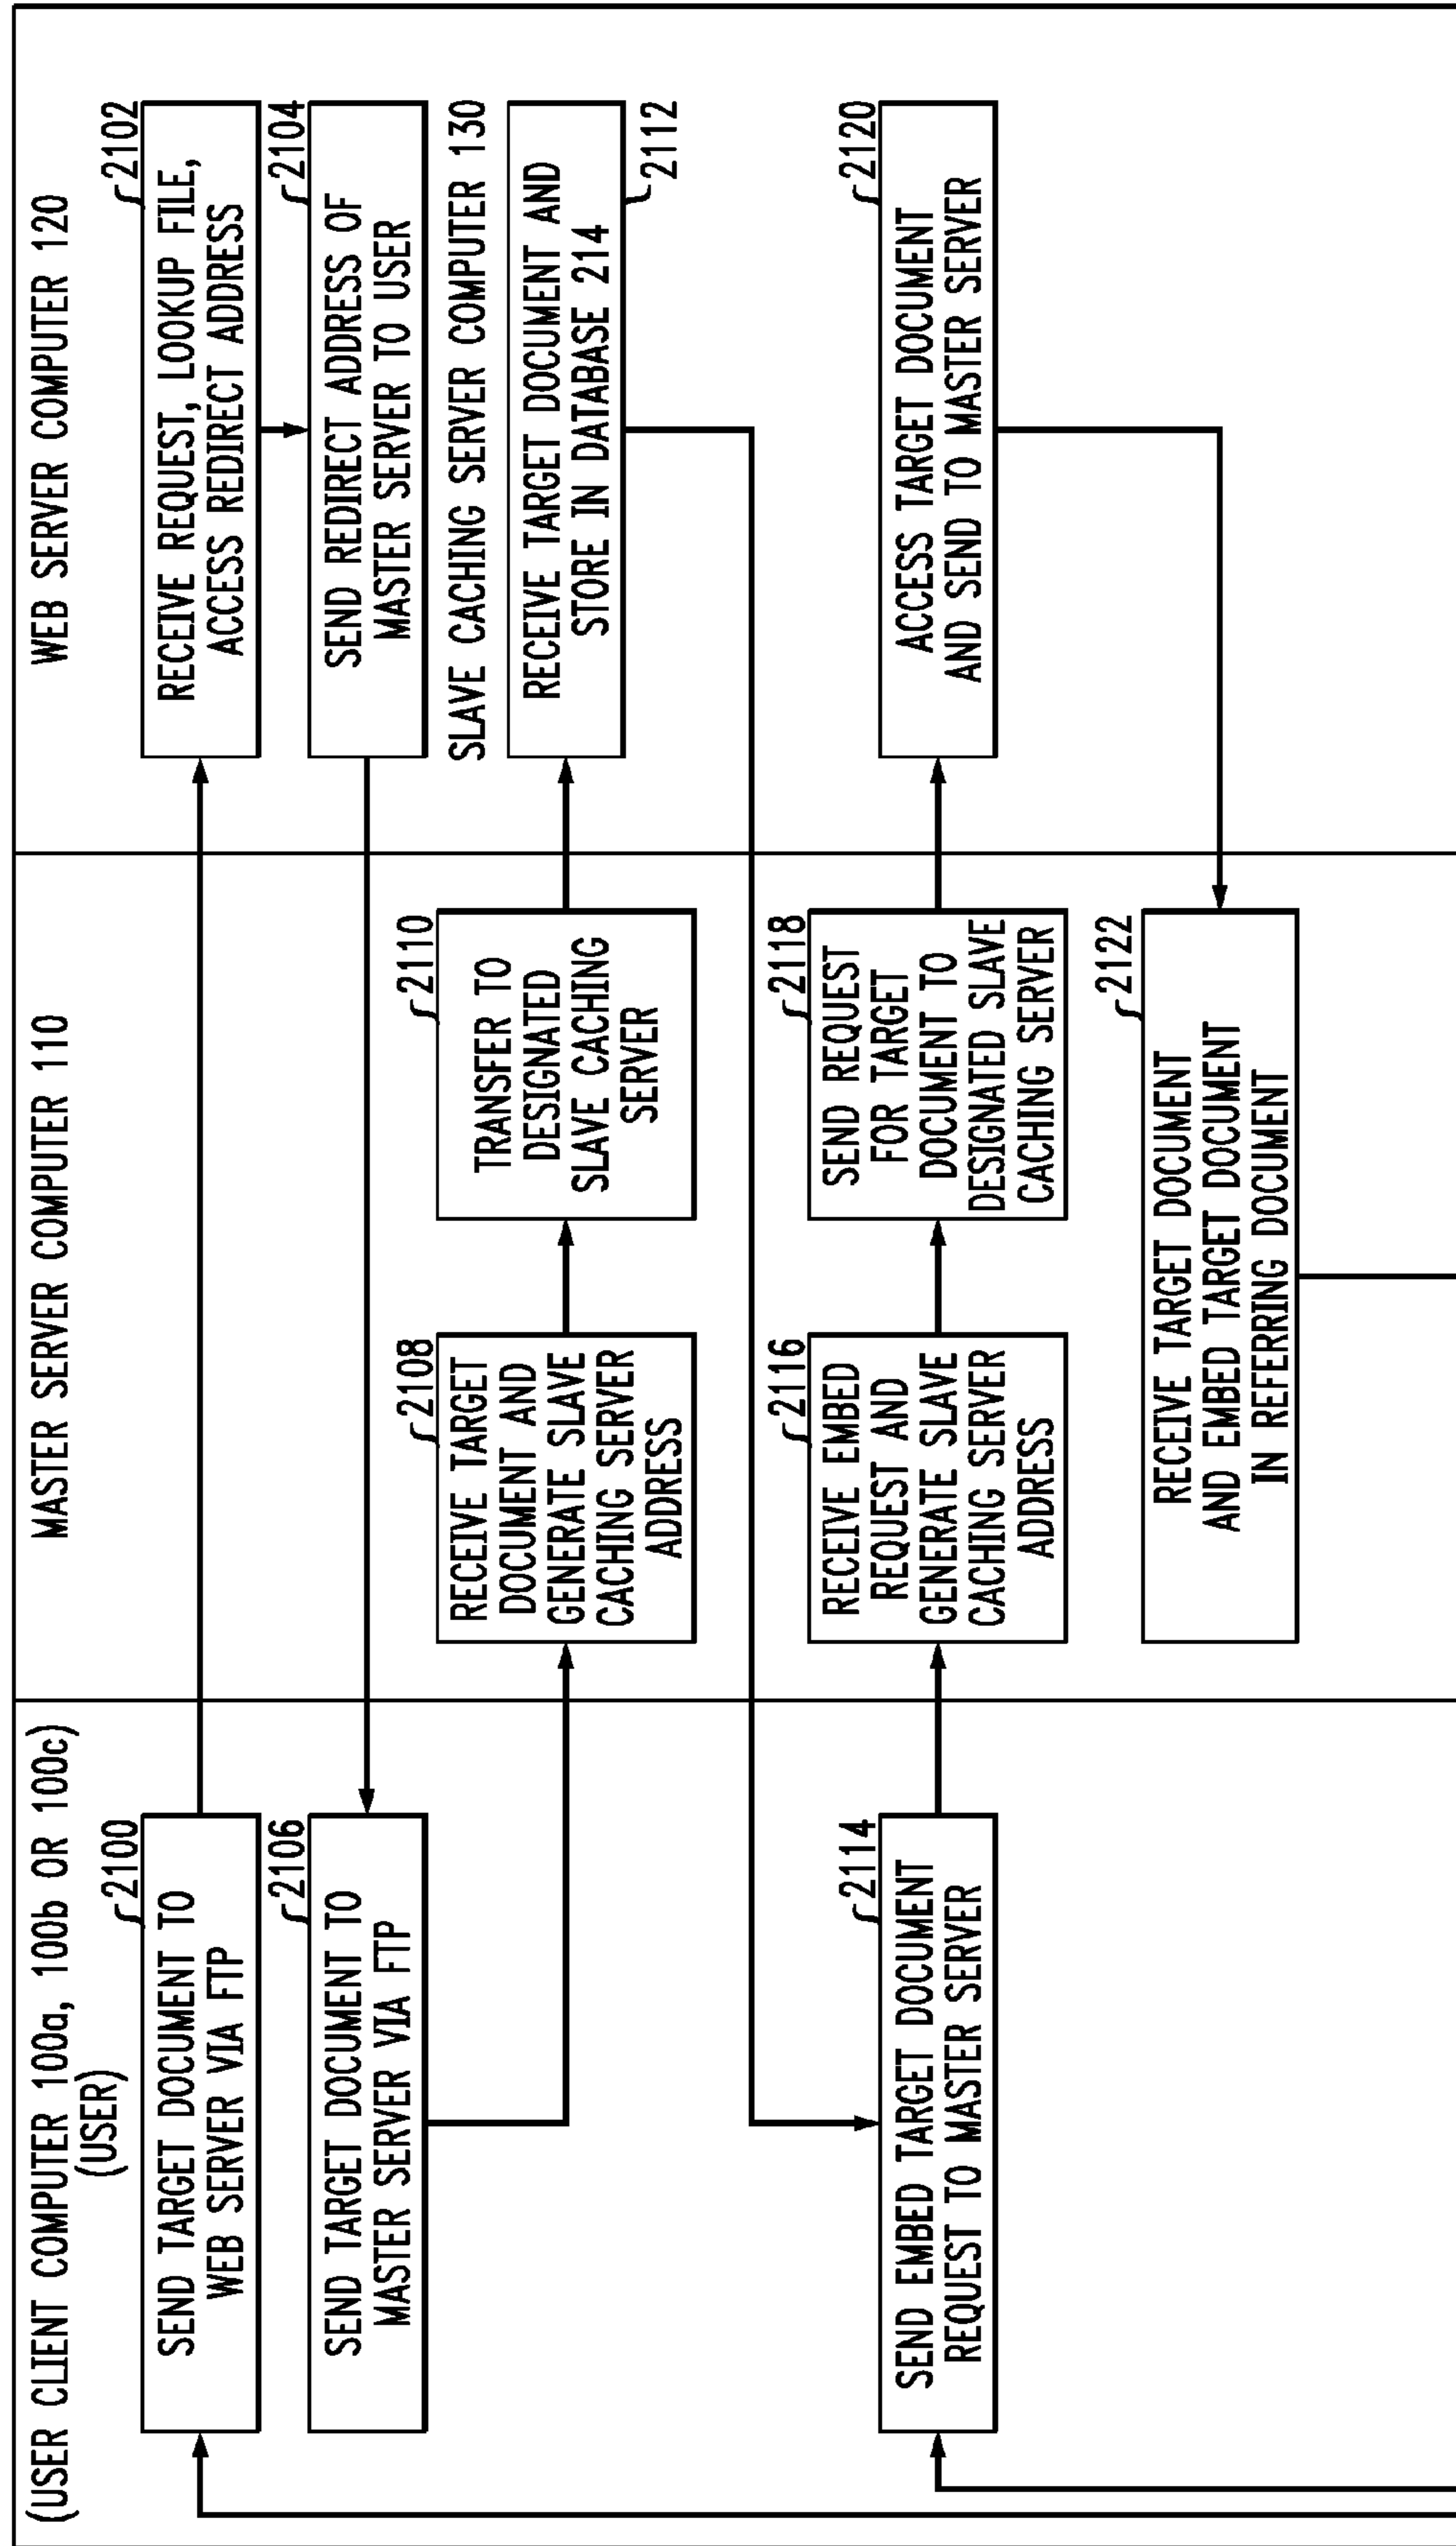 (USER CLIENT COMPUTER 100a, 100b OR 100c)
(USER)
MASTER SERVER COMPUTER 110
WEB SERVER COMPUTER 120
2100
SEND TARGET DOCUMENT TO
WEB SERVER VIA FTP
2102
RECEIVE REQUEST, LOOKUP FILE,
ACCESS REDIRECT ADDRESS
2104
SEND REDIRECT ADDRESS OF
MASTER SERVER TO USER
2106
SEND TARGET DOCUMENT TO
MASTER SERVER VIA FTP
2108
RECEIVE TARGET
DOCUMENT AND
GENERATE SLAVE
CACHING SERVER
ADDRESS
2110
TRANSFER TO
DESIGNATED
SLAVE CACHING
SERVER
SLAVE CACHING SERVER COMPUTER 130
RECEIVE TARGET DOCUMENT AND
STORE IN DATABASE 214
2112
2114
SEND EMBED TARGET DOCUMENT
REQUEST TO MASTER SERVER
2116
RECEIVE EMBED
REQUEST AND
GENERATE SLAVE
CACHING SERVER
ADDRESS
2118
SEND REQUEST
FOR TARGET
DOCUMENT TO
DESIGNATED SLAVE
CACHING SERVER
2120
ACCESS TARGET DOCUMENT
AND SEND TO MASTER SERVER
2122
RECEIVE TARGET DOCUMENT
AND EMBED TARGET DOCUMENT
IN REFERRING DOCUMENT